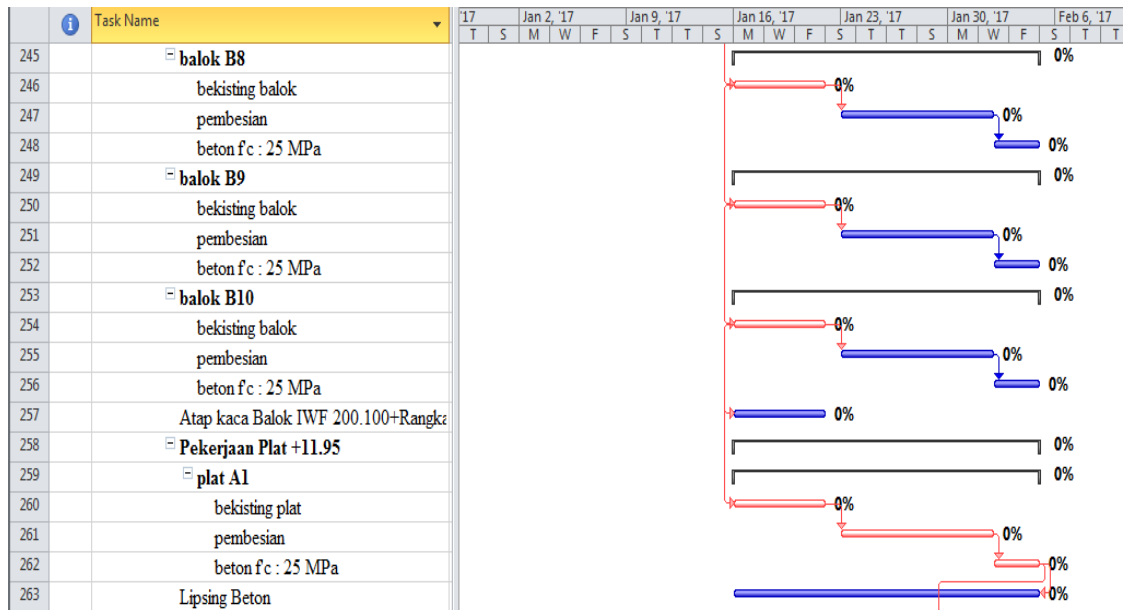 Task Name
'17 Jan 2, '17 Jan 9, '17 Jan 16, '17 Jan 23, '17 Jan 30, '17 Feb 6, '17
T S M W F S T T S M W F S T T S M W F S T T
245 balok B8 0%
246 bekisting balok 0%
247 pembesian 0%
248 beton f'c : 25 MPa 0%
249 balok B9 0%
250 bekisting balok 0%
251 pembesian 0%
252 beton f'c : 25 MPa 0%
253 balok B10 0%
254 bekisting balok 0%
255 pembesian 0%
256 beton f'c : 25 MPa 0%
257 Atap kaca Balok IWF 200.100+Rangka 0%
258 Pekerjaan Plat +11.95 0%
259 plat A1 0%
260 bekisting plat 0%
261 pembesian 0%
262 beton f'c : 25 MPa 0%
263 Lipsing Beton 0%